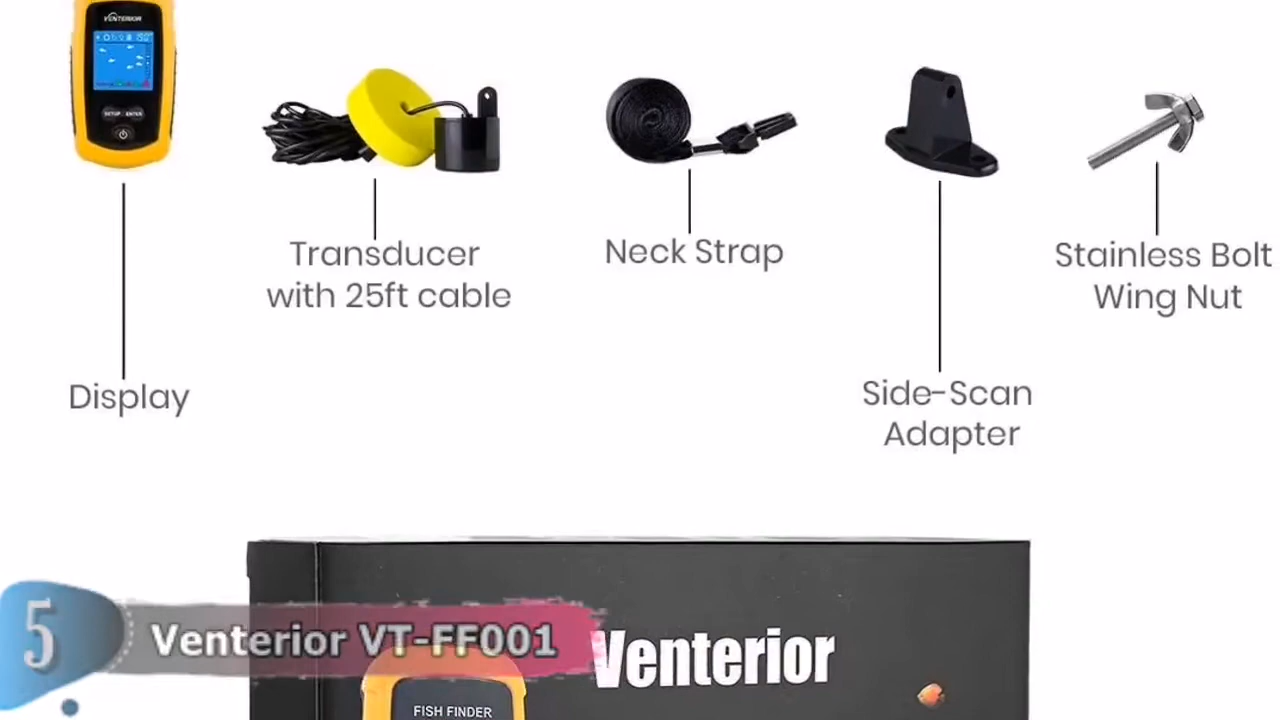 VENTERIOR
SETUP
ENTER
Transducer
with 25ft cable
Neck Strap
Stainless Bolt
Wing Nut
Display
Side-Scan
Adapter
5
Venterior VT-FF001
Venterior
FISH FINDER